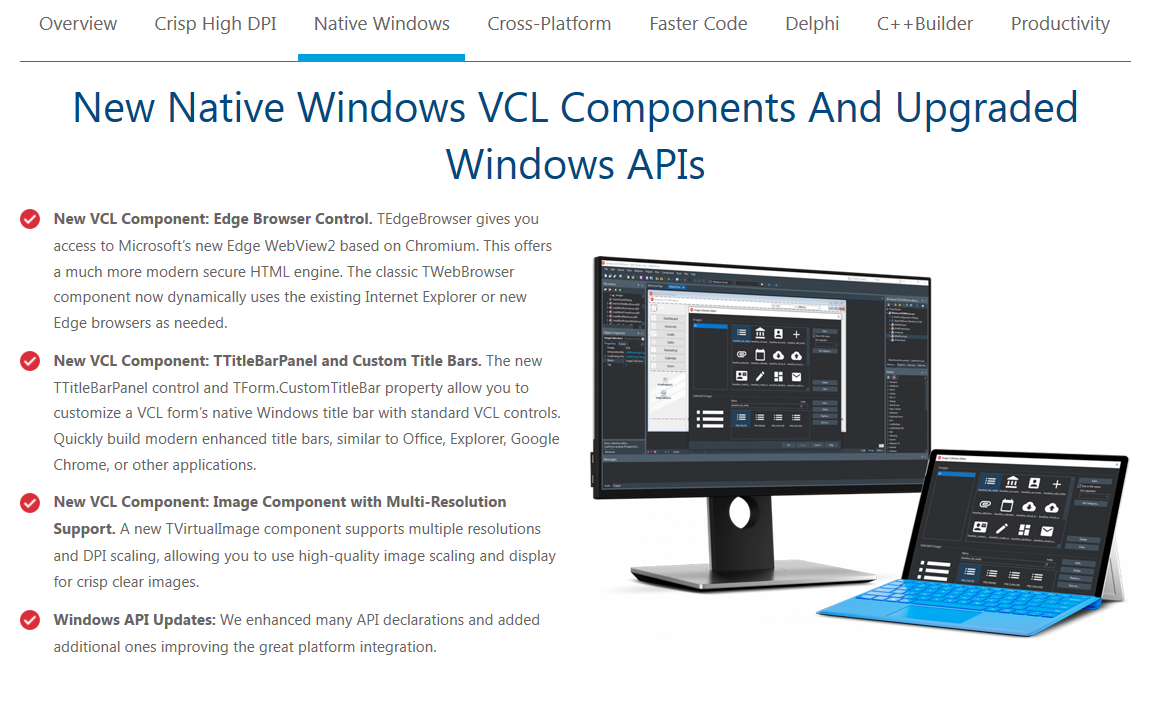 Overview Crisp High DPI Native Windows Cross-Platform Faster Code Delphi C++Builder Productivity
New Native Windows VCL Components And Upgraded
Windows APIs
New VCL Component: Edge Browser Control. TEdgeBrowser gives you
access to Microsoft's new Edge WebView2 based on Chromium. This offers
a much more modern secure HTML engine. The classic TWebBrowser
component now dynamically uses the existing Internet Explorer or new
Edge browsers as needed.
New VCL Component: TTitleBarPanel and Custom Title Bars. The new
TTitleBarPanel control and TForm.CustomTitleBar property allow you to
customize a VCL form's native Windows title bar with standard VCL controls.
Quickly build modern enhanced title bars, similar to Office, Explorer, Google
Chrome, or other applications.
New VCL Component: Image Component with Multi-Resolution
Support. A new TVirtualImage component supports multiple resolutions
and DPI scaling, allowing you to use high-quality image scaling and display
for crisp clear images.
Windows API Updates: We enhanced many API declarations and added
additional ones improving the great platform integration.